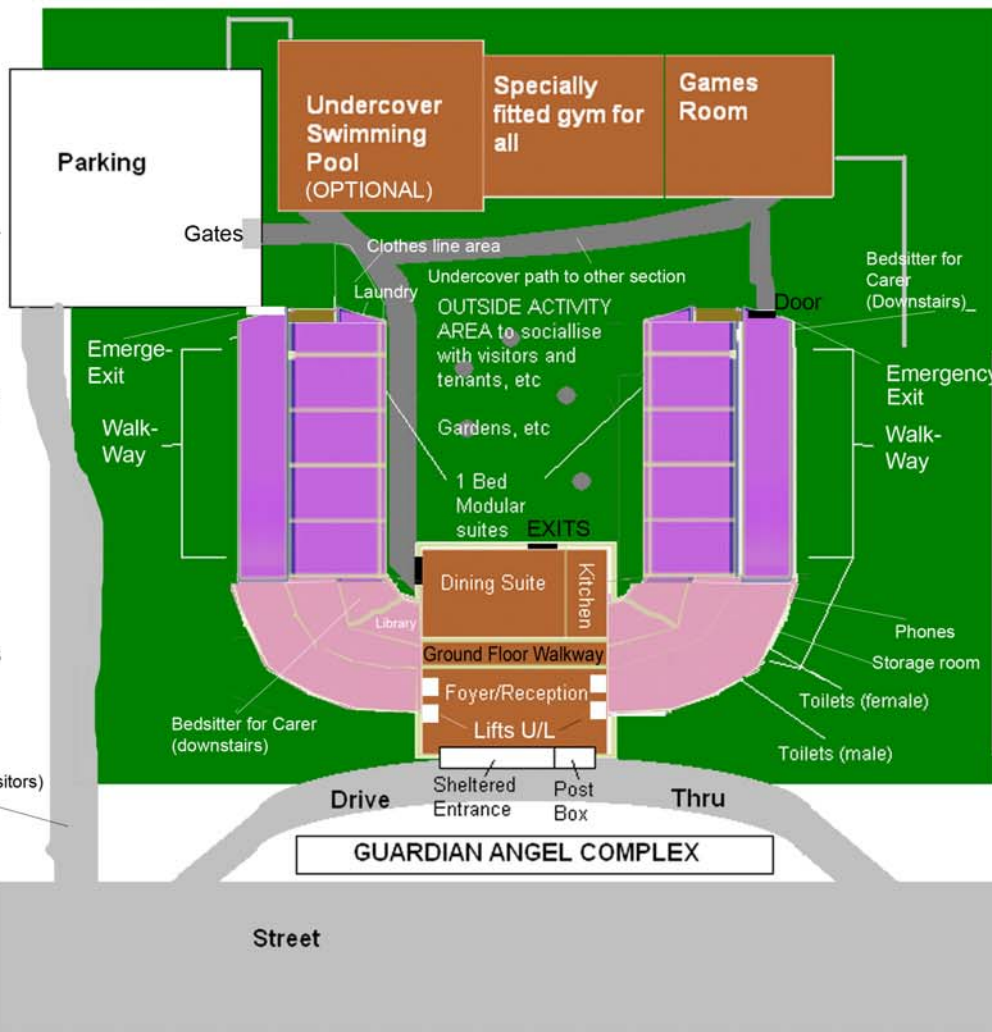 Undercover
Swimming
Pool
(OPTIONAL)
Specially
fitted gym for
all
Games
Room
Parking
Gates
Clothes line area
Undercover path to other section
Laundry
Bedsitter for
Carer
(Downstairs)_
Door
OUTSIDE ACTIVITY
AREA to sociallise
with visitors and
tenants, etc
Gardens, etc
Emerge-
Exit
Emergency
Exit
Walk-
Way
Walk-
Way
1 Bed
Modular
suites
EXITS
Dining Suite
Kitchen
Library
Ground Floor Walkway
Foyer/Reception
Lifts U/L
Phones
Storage room
Toilets (female)
Toilets (male)
Bedsitter for Carer
(downstairs)
sitors)
Drive
Sheltered
Entrance
Post
Box
Thru
GUARDIAN ANGEL COMPLEX
Street